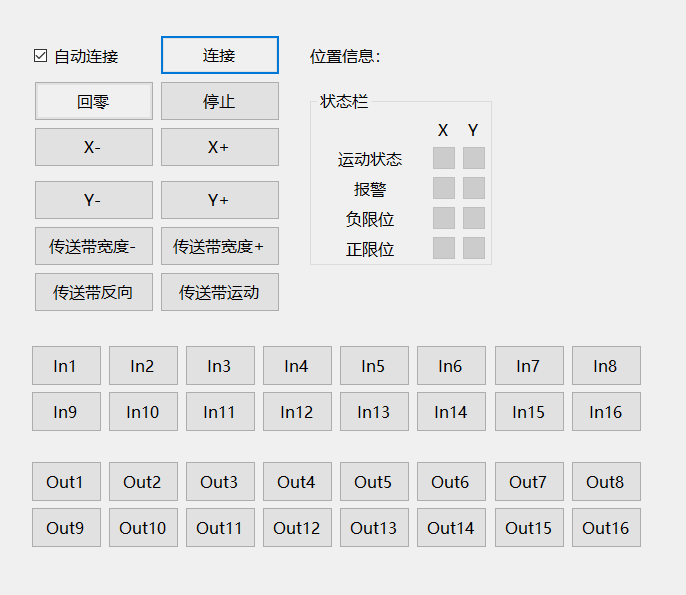 自动连接 连接 位置信息:
回零 停止 状态栏
X- X+ X Y
运动状态
Y- Y+ 报警
传送带宽度- 传送带宽度+ 负限位
正限位
传送带反向 传送带运动
In1 In2 In3 In4 In5 In6 In7 In8
In9 In10 In11 In12 In13 In14 In15 In16
Out1 Out2 Out3 Out4 Out5 Out6 Out7 Out8
Out9 Out10 Out11 Out12 Out13 Out14 Out15 Out16